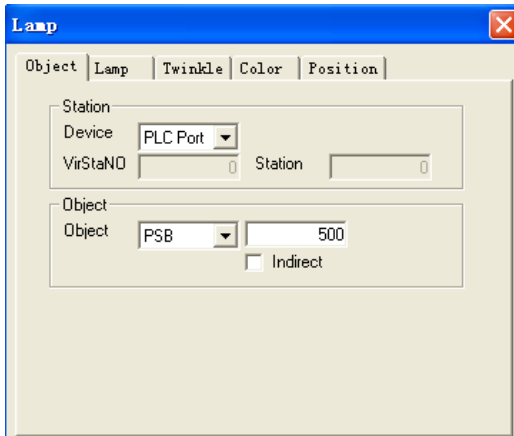 Lamp
Object Lamp Twinkle Color Position
Station
Device PLC Port
VirStaNO 0 Station 0
Object
Object PSB 500
Indirect